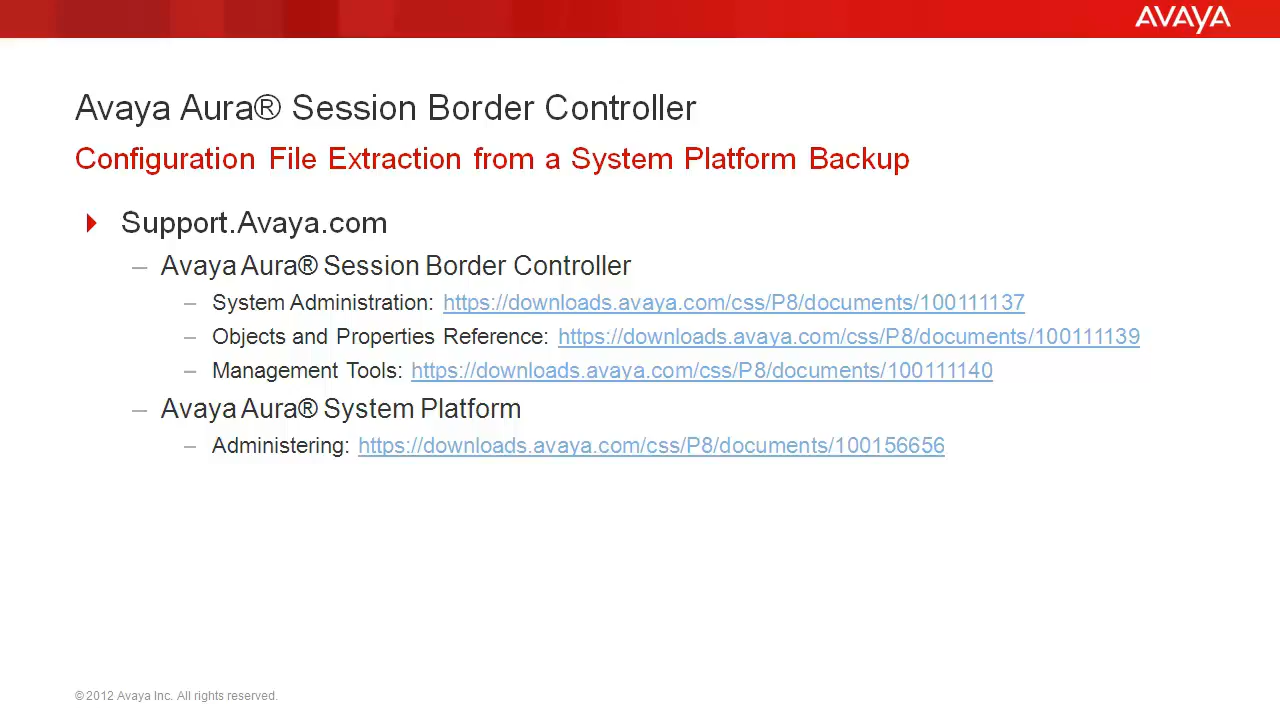 AVAYA
Avaya Aura® Session Border Controller
Configuration File Extraction from a System Platform Backup
Support.Avaya.com
– Avaya Aura® Session Border Controller
– System Administration: https://downloads.avaya.com/css/P8/documents/100111137
– Objects and Properties Reference: https://downloads.avaya.com/css/P8/documents/100111139
– Management Tools: https://downloads.avaya.com/css/P8/documents/100111140
– Avaya Aura® System Platform
– Administering: https://downloads.avaya.com/css/P8/documents/100156656
© 2012 Avaya Inc. All rights reserved.